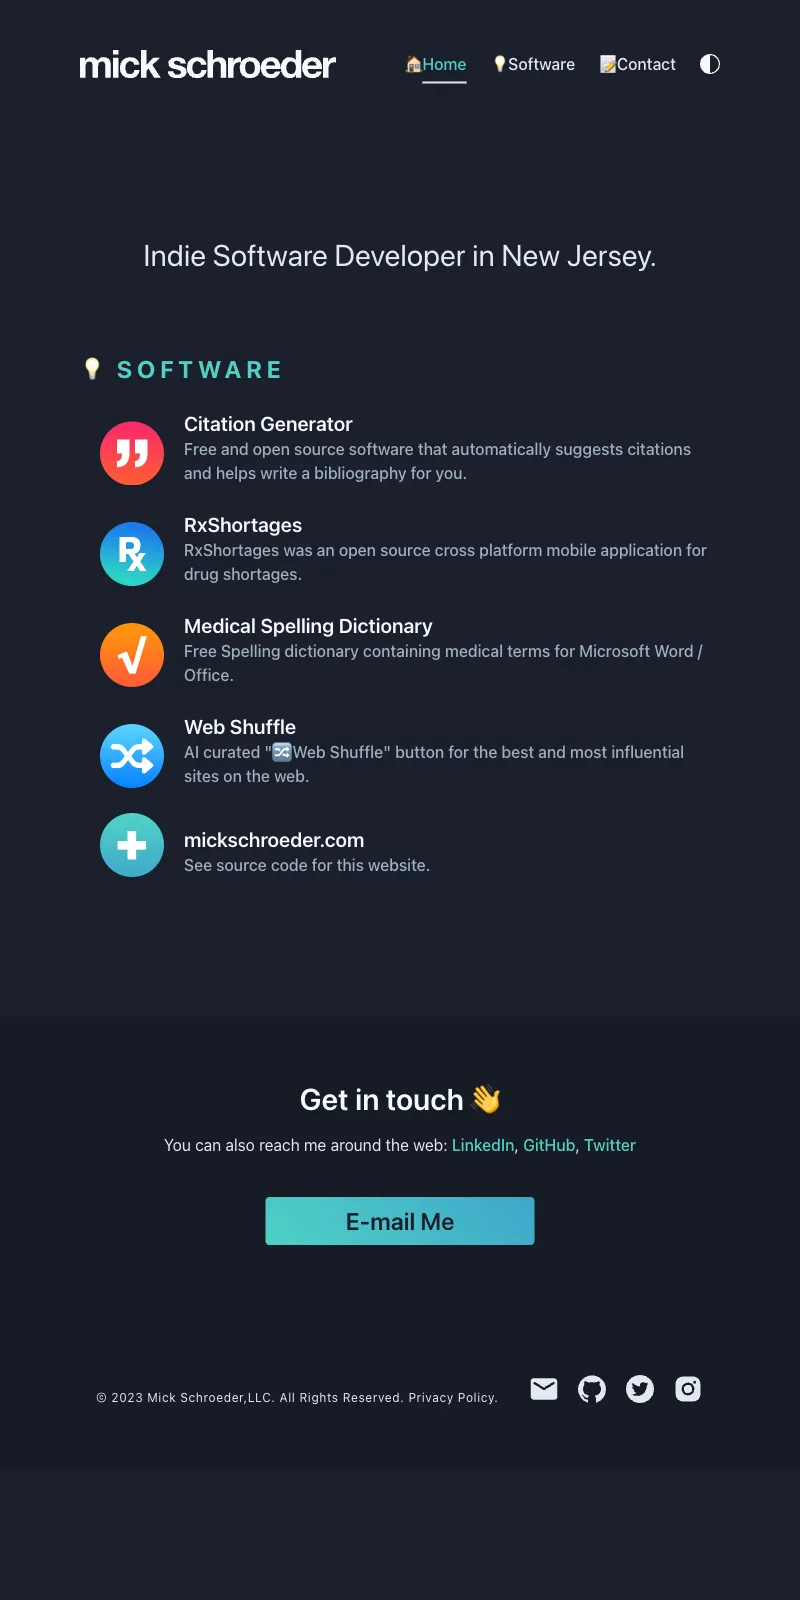 mick schroeder
🏠Home 💡Software 📝Contact
Indie Software Developer in New Jersey.
💡 SOFTWARE
Citation Generator
Free and open source software that automatically suggests citations
and helps write a bibliography for you.
RxShortages
RxShortages was an open source cross platform mobile application for
drug shortages.
Medical Spelling Dictionary
Free Spelling dictionary containing medical terms for Microsoft Word /
Office.
Web Shuffle
AI curated "🔀Web Shuffle" button for the best and most influential
sites on the web.
mickschroeder.com
See source code for this website.
Get in touch 👋
You can also reach me around the web: LinkedIn, GitHub, Twitter
E-mail Me
© 2023 Mick Schroeder,LLC. All Rights Reserved. Privacy Policy.